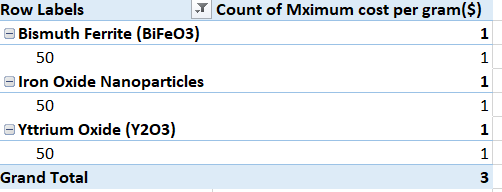 Row Labels Count of Mximum cost per gram($)
Bismuth Ferrite (BiFeO3) 1
50 1
Iron Oxide Nanoparticles 1
50 1
Yttrium Oxide (Y2O3) 1
50 1
Grand Total 3